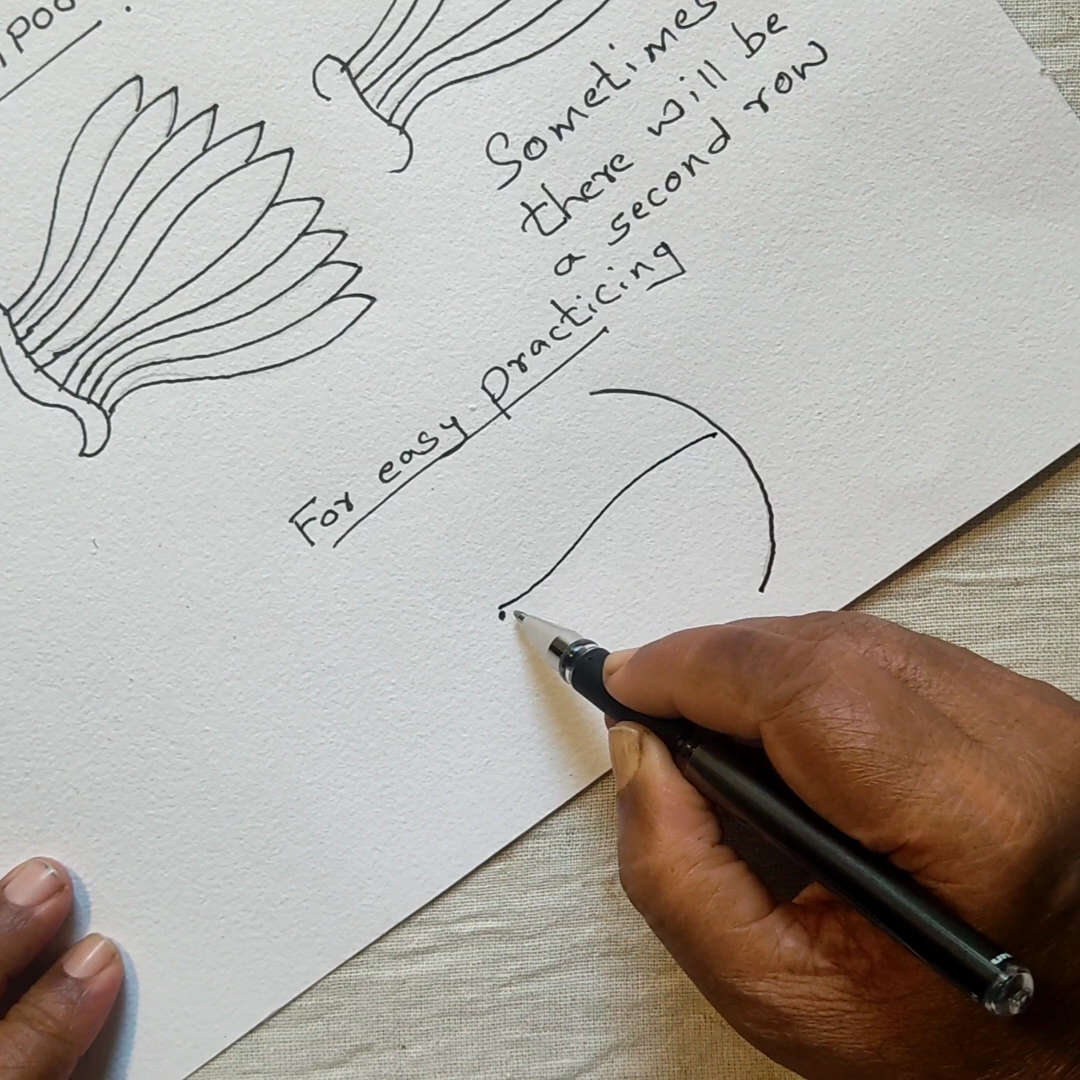 Sometimes
there will be
a second row
For easy practicing